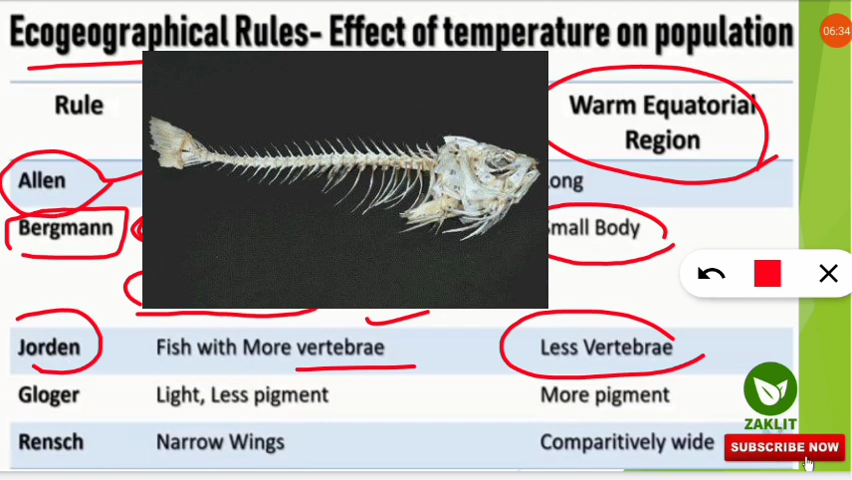 Ecogeographical Rules- Effect of temperature on population
06:34
Rule
Warm Equatorial
Region
Allen
Long
Bergmann
Small Body
Jorden Fish with More vertebrae Less Vertebrae
Gloger Light, Less pigment More pigment
Rensch Narrow Wings Comparitively wide
ZAKLIT
SUBSCRIBE NOW